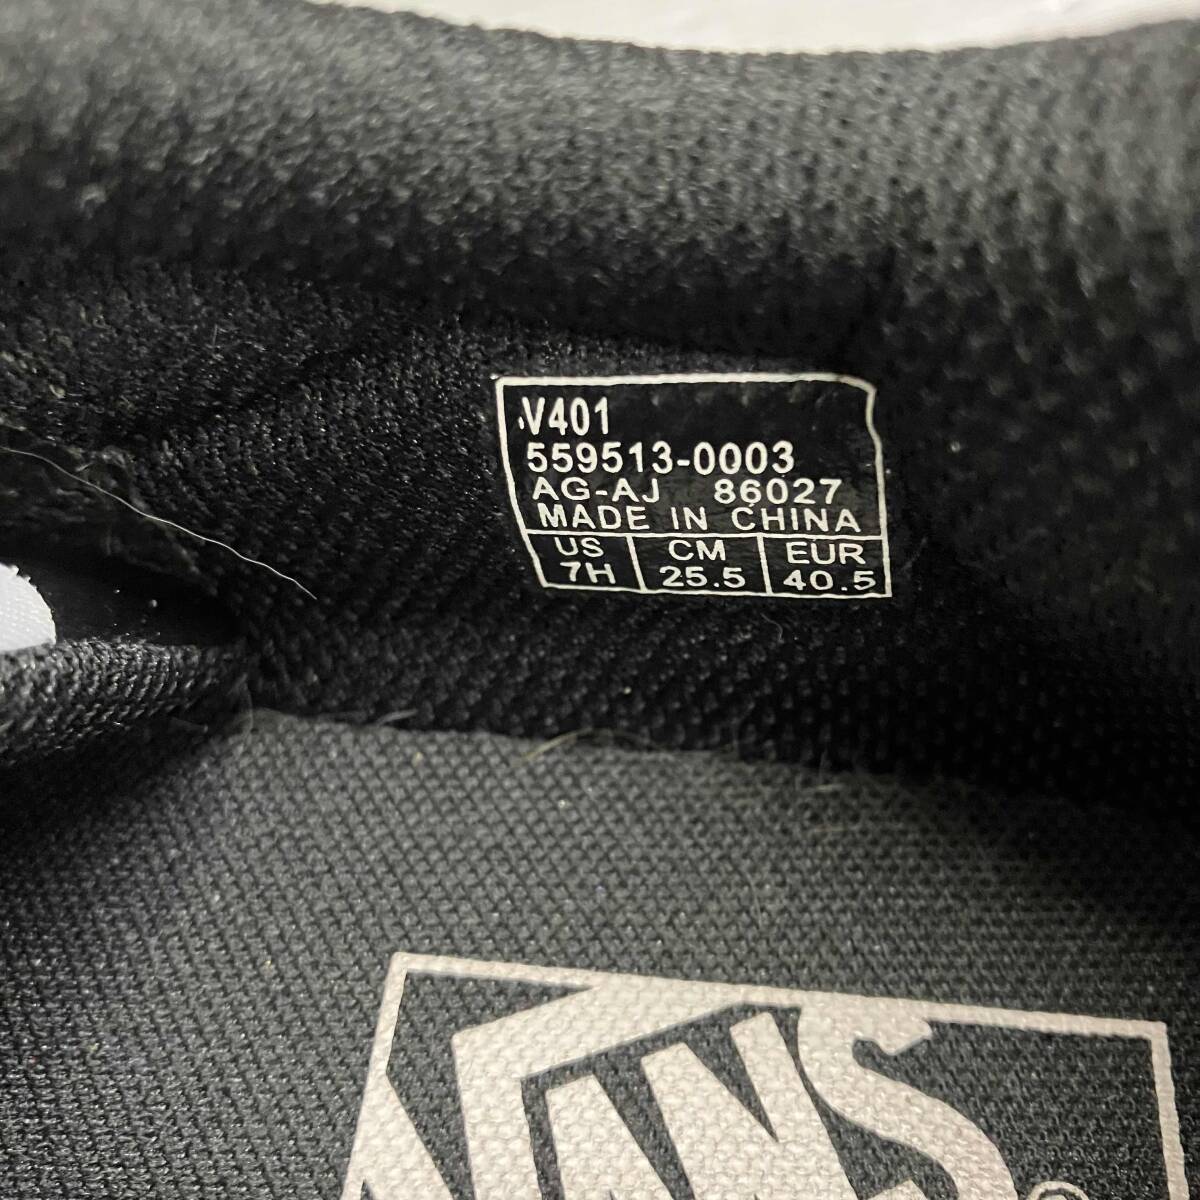 V401
559513-0003
AG-AJ 86027
MADE IN CHINA
US CM EUR
7H 25.5 40.5
VANS